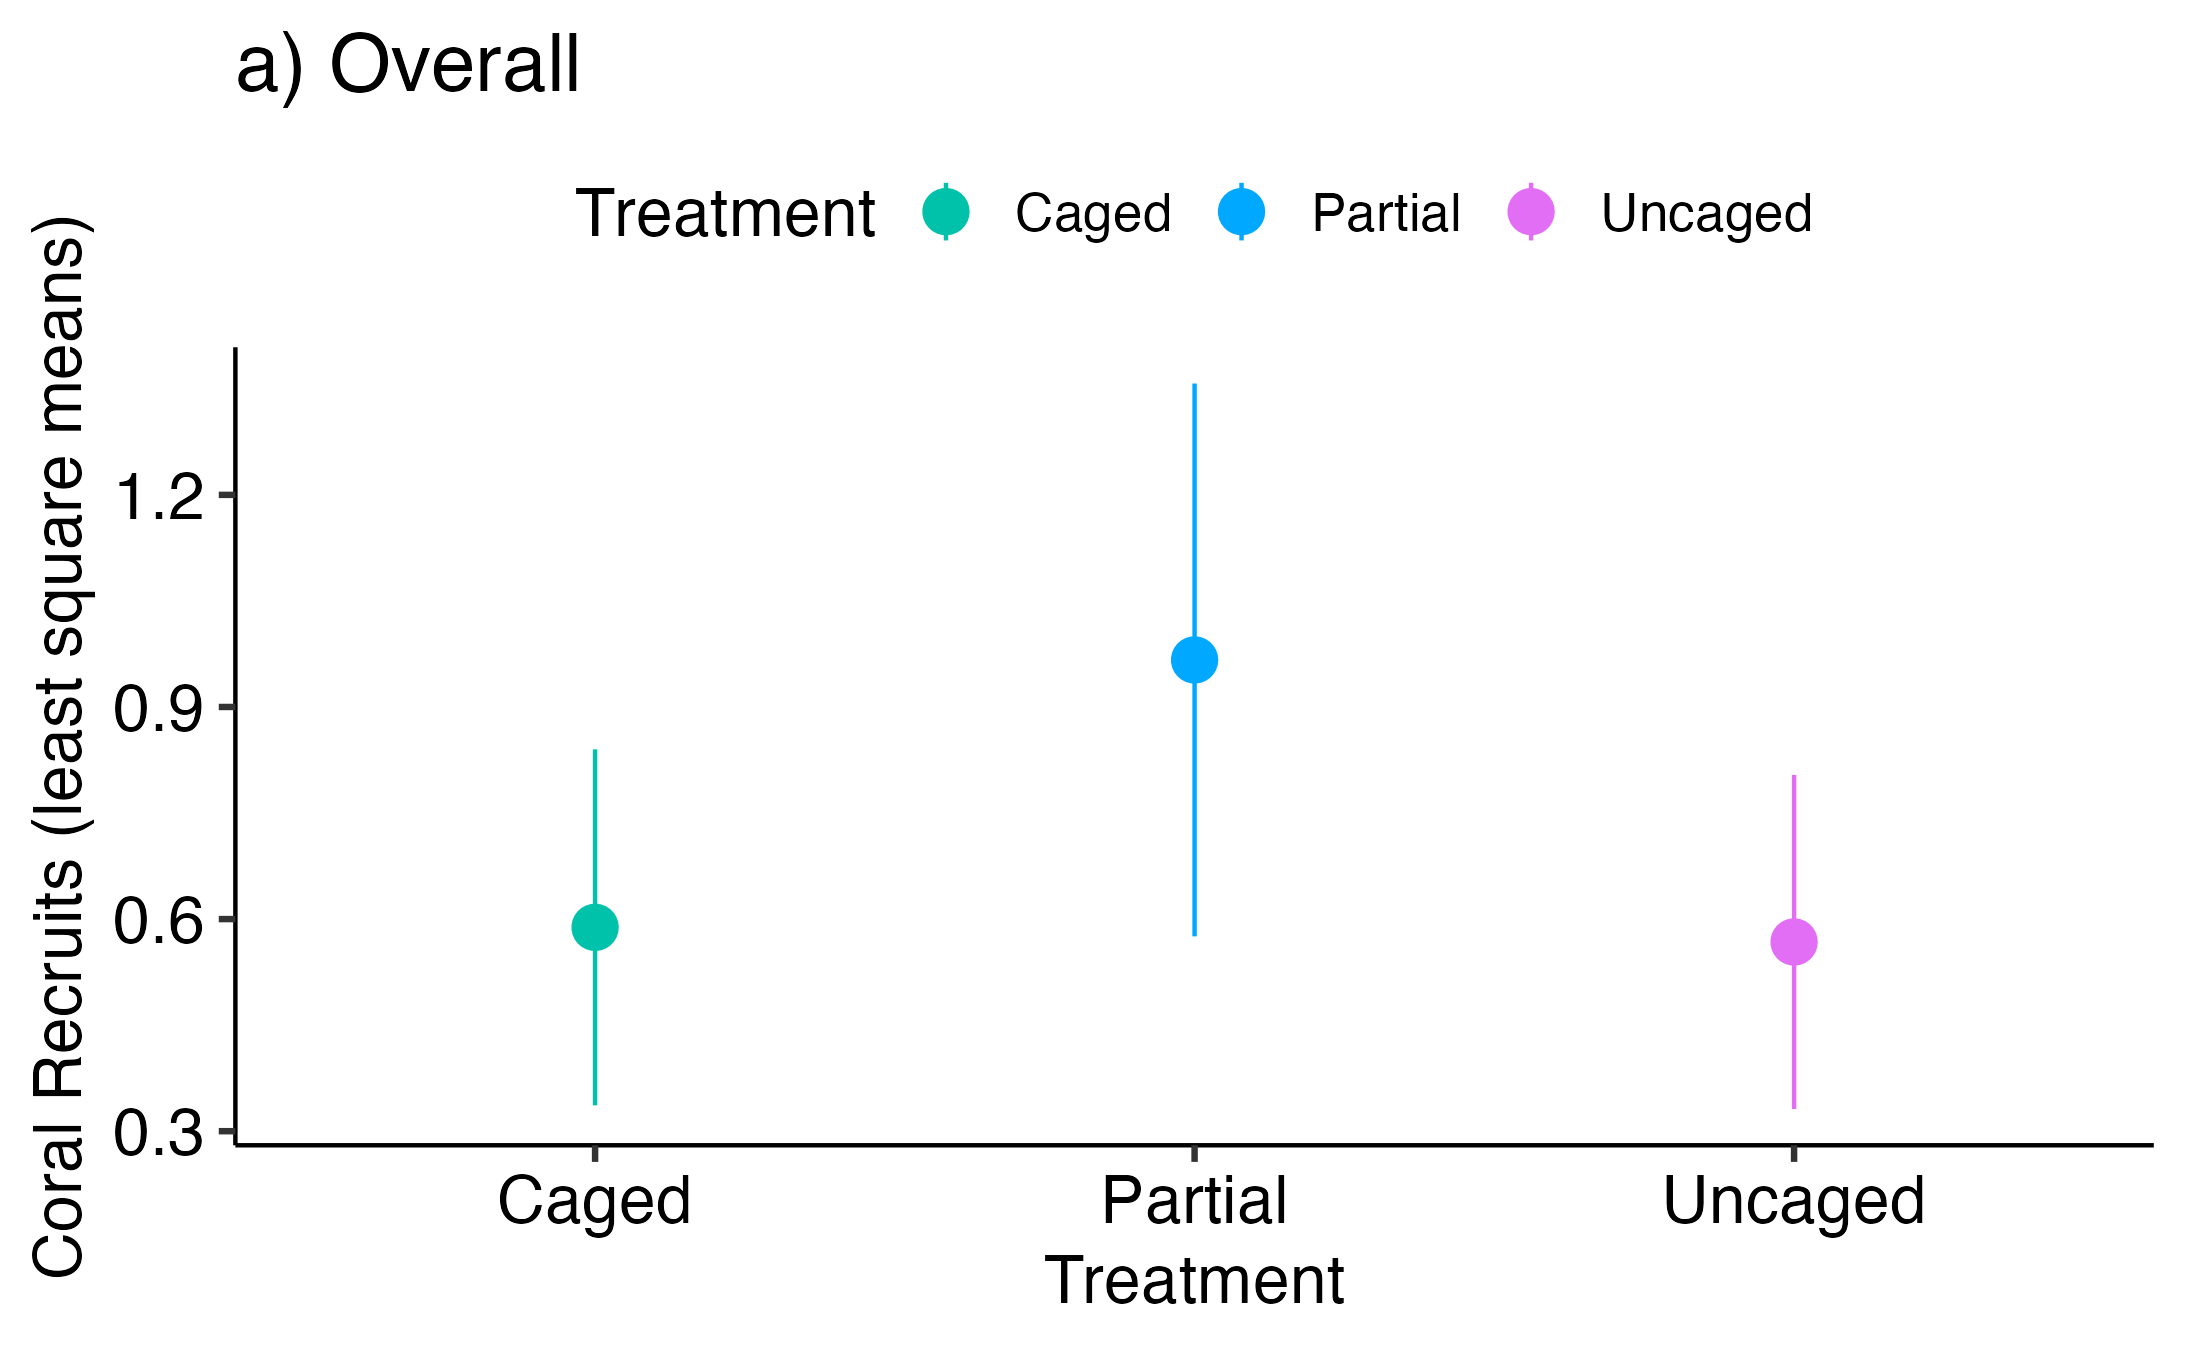 a) Overall
Treatment Caged Partial Uncaged
Coral Recruits (least square means)
1.2
0.9
0.6
0.3
Caged Partial Uncaged
Treatment